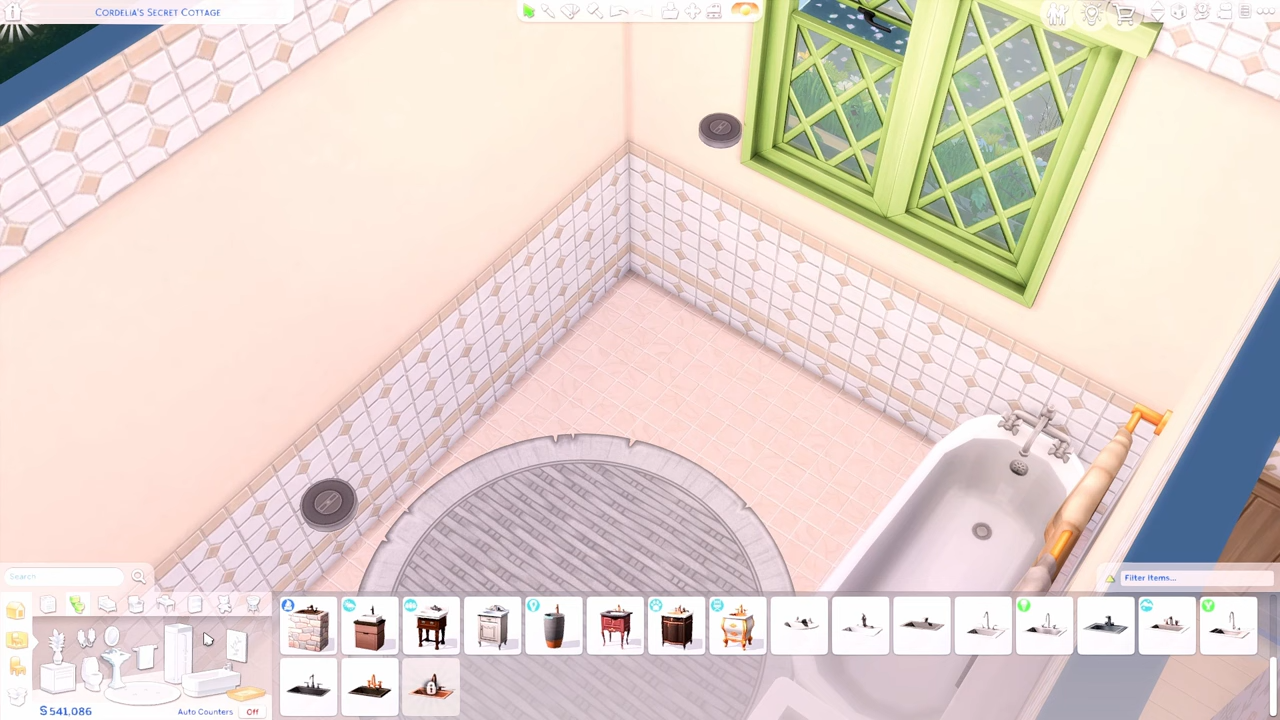 Cordelia's Secret Cottage
Search
Filter Items...
S 541,086
Auto Counters
Off